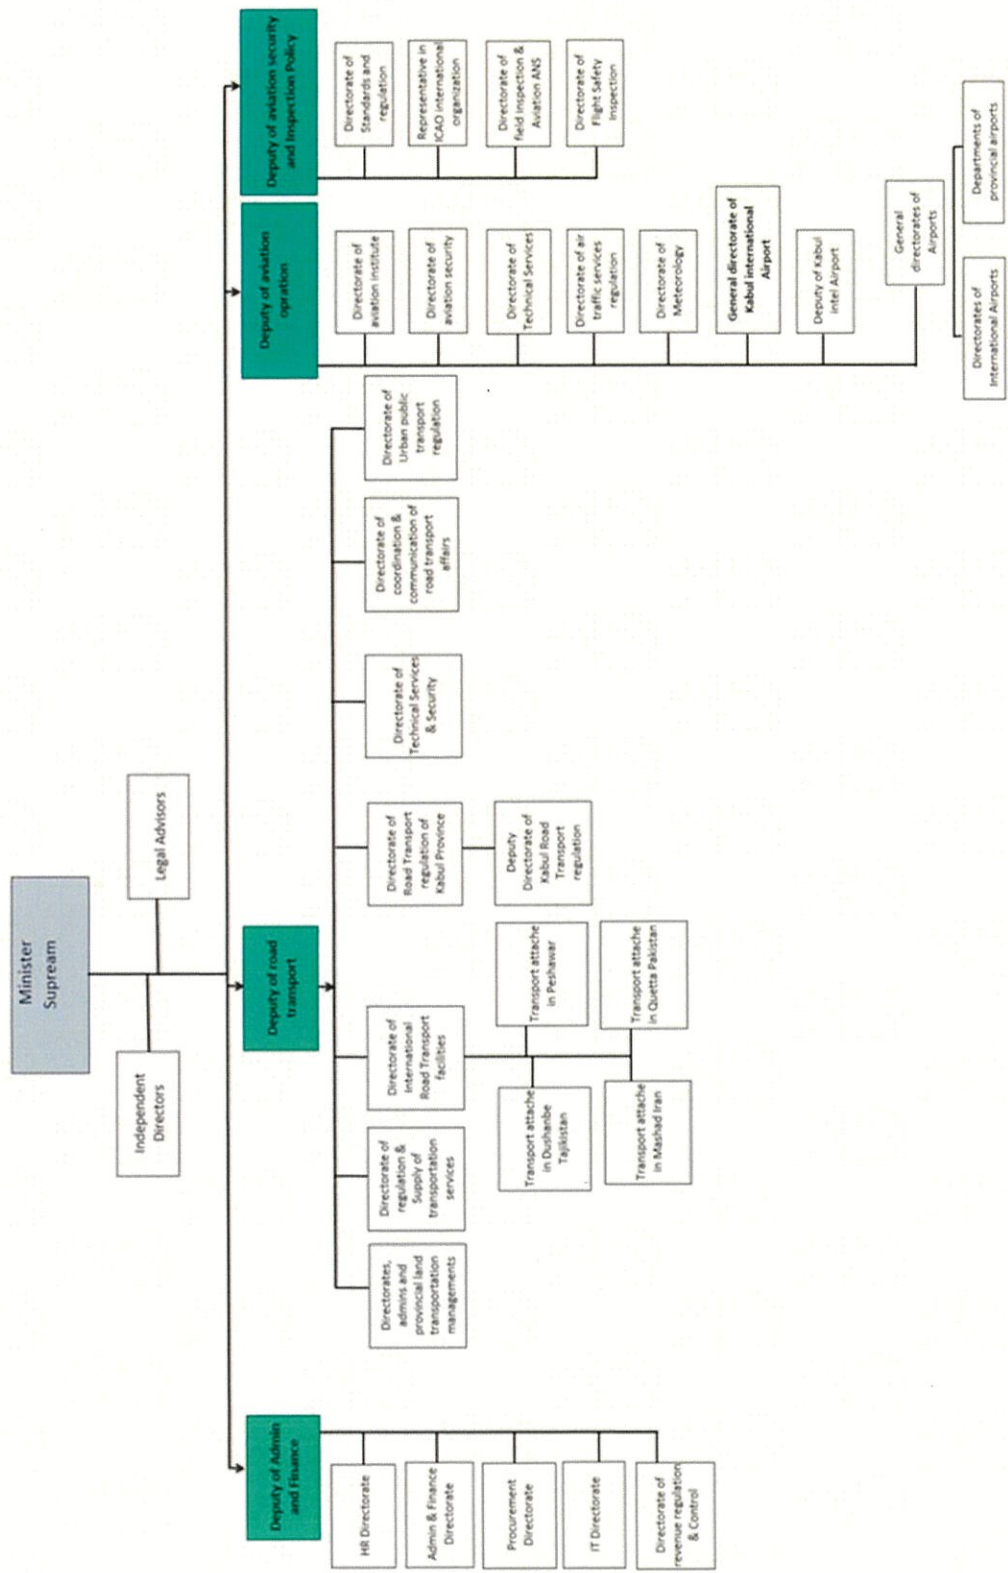 Minister
Supream
Independent
Directors
Legal Advisors
Deputy of Admin
and Finance
Deputy of road
transport
Deputy of aviation
opration
Deputy of aviation security
and Inspection Policy
HR Directorate
Admin & Finance
Directorate
Procurement
Directorate
IT Directorate
Directorate of
revenue regulation
& Control
Directorates,
admins and
provincial land
transportation
managements
Directorate of
regulation &
Supply of
transportation
services
Directorate of
International
Road Transport
facilities
Directorate of
Road Transport
regulation of
Kabul Province
Directorate of
Technical Services
& Security
Directorate of
coordination &
communication of
road transport
affairs
Directorate of
Urban public
transport
regulation
Transport attache
in Dushanbe
Tajikistan
Transport attache
in Peshawar
Transport attache
in Mashad Iran
Transport attache
in Quetta Pakistan
Deputy
Directorate of
Kabul Road
Transport
regulation
Directorate of
aviation institute
Directorate of
aviation security
Directorate of
Technical Services
Directorate of air
traffic services
regulation
Directorate of
Meteorology
General directorate of
Kabul international
Airport
Deputy of Kabul
intel Airport
General
directorates of
Airports
Directorates of
International Airports
Departments of
provincial airports
Directorate of
Standards and
regulation
Representative in
ICAO international
organization
Directorate of
field inspection &
Aviation ANS
Directorate of
Flight Safety
Inspection